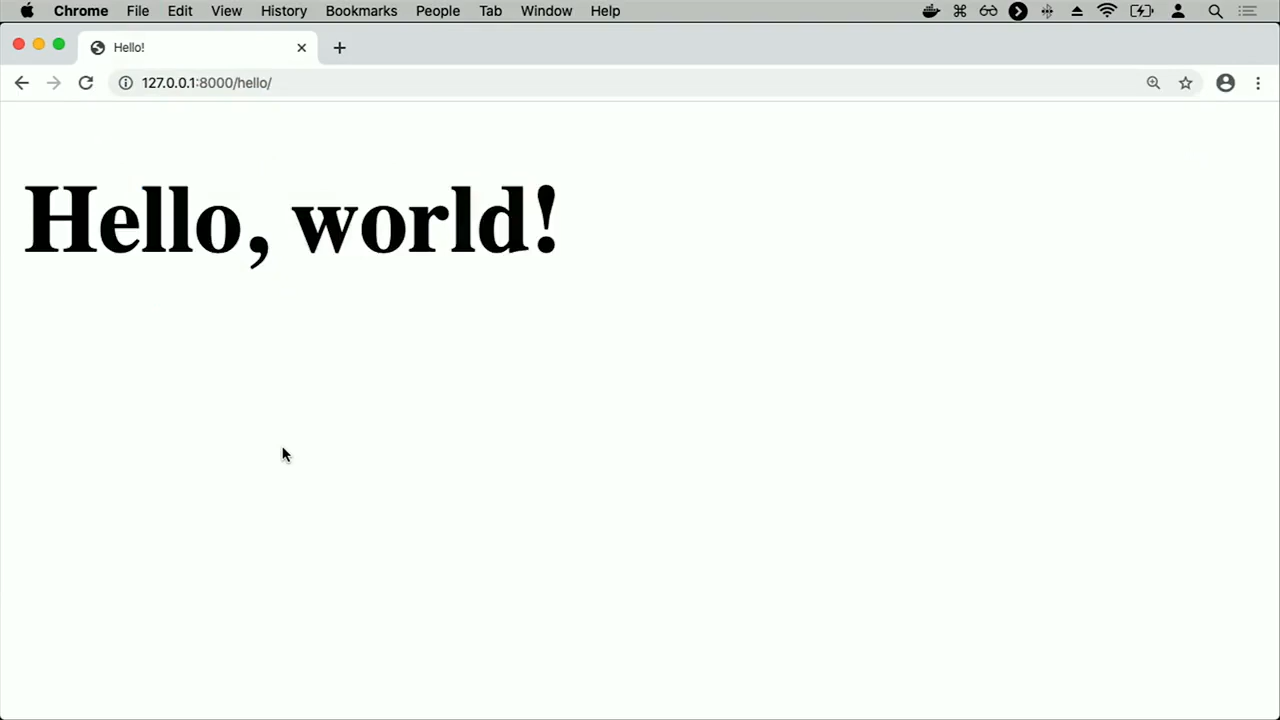 Chrome File Edit View History Bookmarks People Tab Window Help
Hello!
127.0.0.1:8000/hello/
Hello, world!